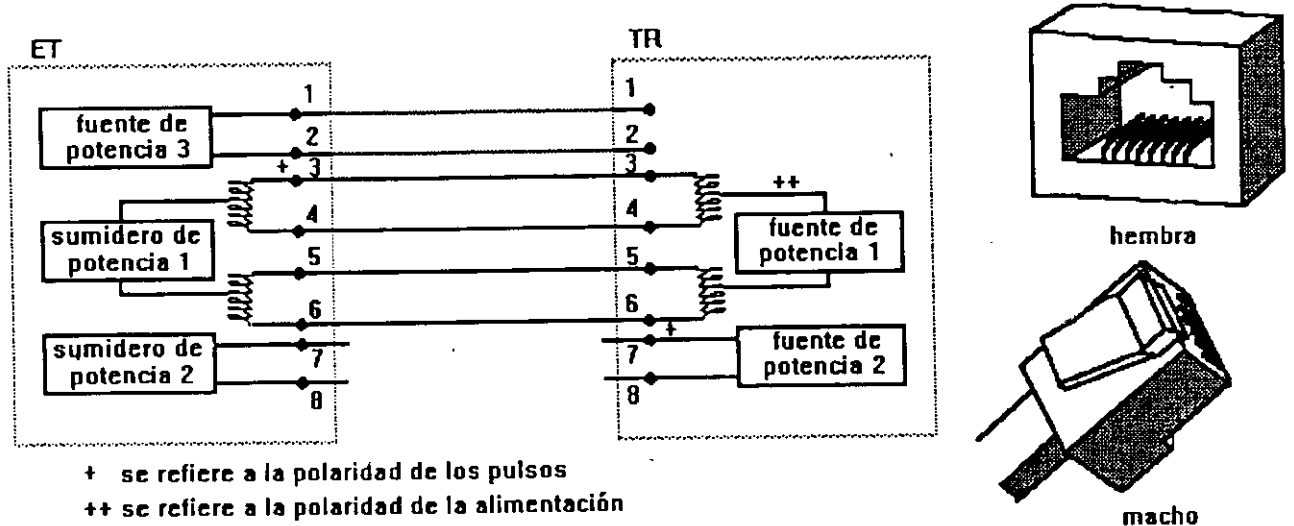 ET
TR
1
2
+ 3
4
5
6
7
8
fuente de
potencia 3
sumidero de
potencia 1
sumidero de
potencia 2
1
2
3
4
5
6
+
7
8
++
fuente de
potencia 1
fuente de
potencia 2
+ se refiere a la polaridad de los pulsos
++ se refiere a la polaridad de la alimentación
hembra
macho